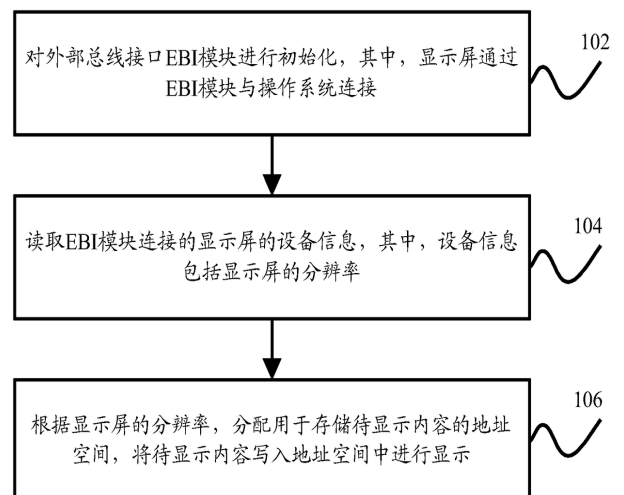 对外部总线接口EBI模块进行初始化，其中，显示屏通过
EBI模块与操作系统连接
102
读取EBI模块连接的显示屏的设备信息，其中，设备信息
包括显示屏的分辨率
104
根据显示屏的分辨率，分配用于存储待显示内容的地址
空间，将待显示内容写入地址空间中进行显示
106